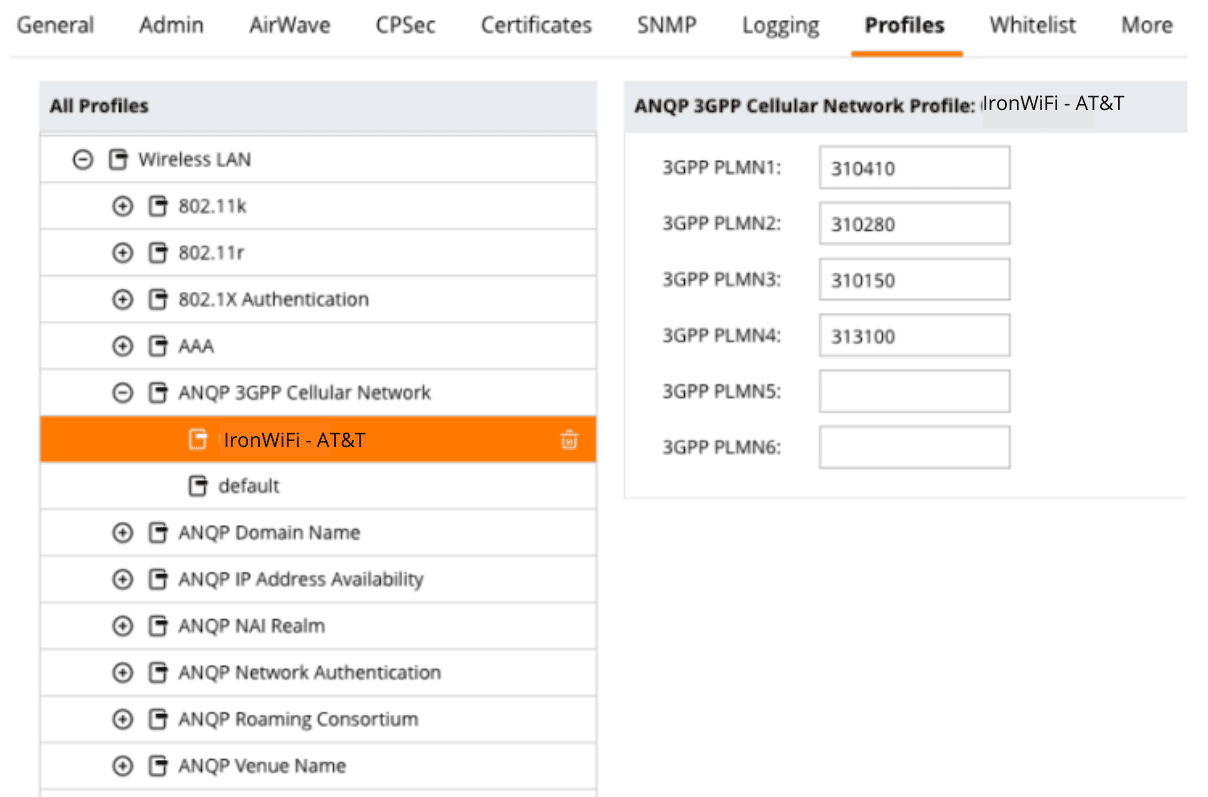 General Admin AirWave CPSec Certificates SNMP Logging Profiles Whitelist More
All Profiles
Wireless LAN
802.11k
802.11r
802.1X Authentication
AAA
ANQP 3GPP Cellular Network
IronWiFi - AT&T
default
ANQP Domain Name
ANQP IP Address Availability
ANQP NAI Realm
ANQP Network Authentication
ANQP Roaming Consortium
ANQP Venue Name
ANQP 3GPP Cellular Network Profile: IronWiFi - AT&T
3GPP PLMN1: 310410
3GPP PLMN2: 310280
3GPP PLMN3: 310150
3GPP PLMN4: 313100
3GPP PLMN5:
3GPP PLMN6: